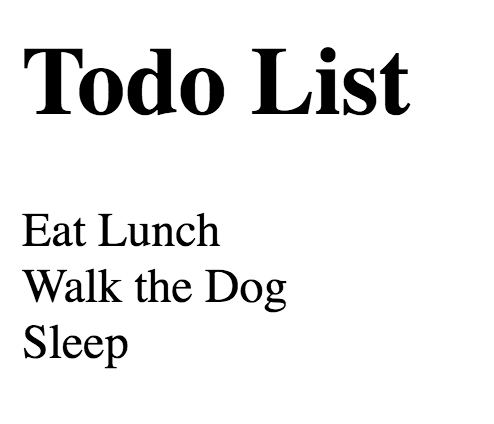 Todo List
Eat Lunch
Walk the Dog
Sleep